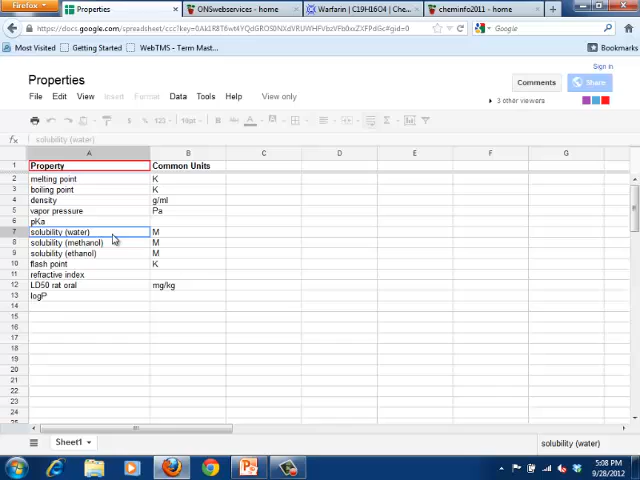 Firefox
Properties
ONSwebservices - home
Warfarin | C19H16O4 | Che...
cheminfo2011 - home
Google
Most Visited
Getting Started
WebTMS - Term Mast...
Bookmarks
Properties
Sign in
Comments
Share
File Edit View Insert Format Data Tools Help View only
3 other viewers
$ % 123
solubility (water)
A B C D E F G
1 Property Common Units
2 melting point K
3 boiling point K
4 density g/ml
5 vapor pressure Pa
6 pKa
7 solubility (water) M
8 solubility (methanol) M
9 solubility (ethanol) M
10 flash point K
11 refractive index
12 LD50 rat oral mg/kg
13 logP
14
15
16
17
18
19
20
21
22
23
24
Sheet1
solubility (water)
5:08 PM
9/28/2012